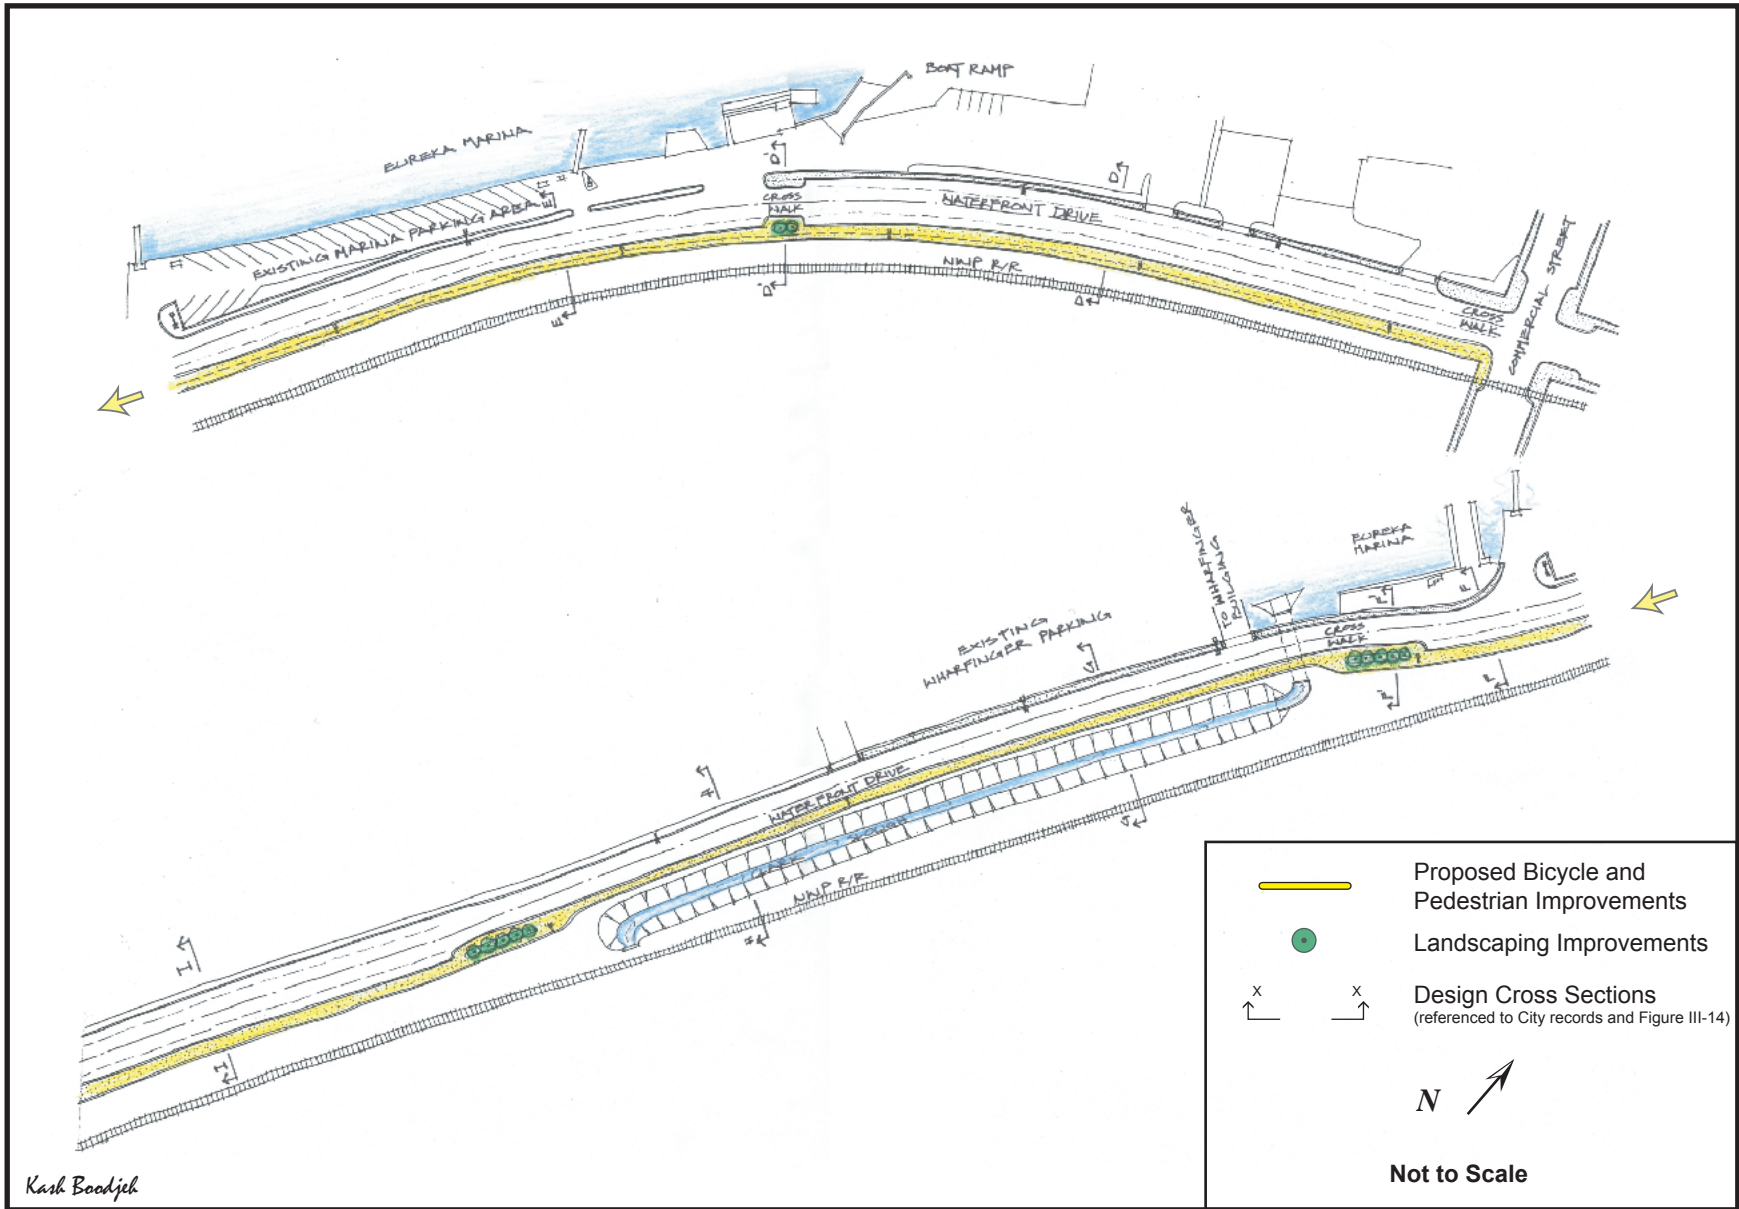 BOAT RAMP
EUREKA MARINA
D'
D'
CROSS
WALK
WATERFRONT DRIVE
E
EXISTING MARINA PARKING AREA
NWP R/R
D'
D
E
CROSS
WALK
COMMERCIAL STREET
EUREKA
MARINA
TO WHARFINGER
BUILDING
F'
F
CROSS
WALK
EXISTING
WHARFINGER PARKING
G
F'
F
WATERFRONT DRIVE
H
CLARK SLOUGH
G
NWP R/R
H
I
I
Proposed Bicycle and
Pedestrian Improvements
Landscaping Improvements
X X
Design Cross Sections
(referenced to City records and Figure III-14)
N
Not to Scale
Kash Boodjeh